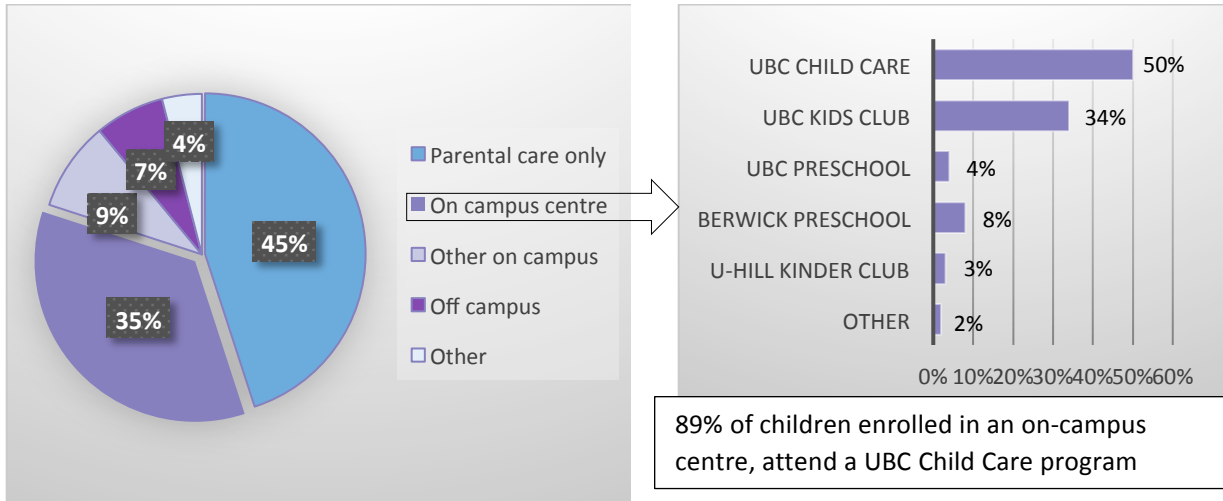 4%
7%
9%
45%
35%
Parental care only
On campus centre
Other on campus
Off campus
Other
UBC CHILD CARE 50%
UBC KIDS CLUB 34%
UBC PRESCHOOL 4%
BERWICK PRESCHOOL 8%
U-HILL KINDER CLUB 3%
OTHER 2%
0% 10% 20% 30% 40% 50% 60%
89% of children enrolled in an on-campus
centre, attend a UBC Child Care program